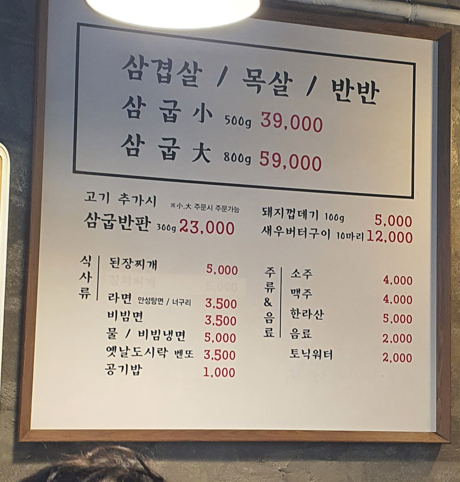 삼겹살 / 목살 / 반반
삼 굽 小 500g 39,000
삼 굽 大 800g 59,000
고기 추가시 ※小,大 주문시 주문가능
삼굽반판 300g 23,000
돼지껍데기 100g 5,000
새우버터구이 10마리 12,000
식사류
된장찌개 5,000
라면 안성탕면 / 너구리 3,500
비빔면 3,500
물 / 비빔냉면 5,000
옛날도시락 벤또 3,500
공기밥 1,000
주류&음료
소주 4,000
맥주 4,000
한라산 5,000
음료 2,000
토닉워터 2,000